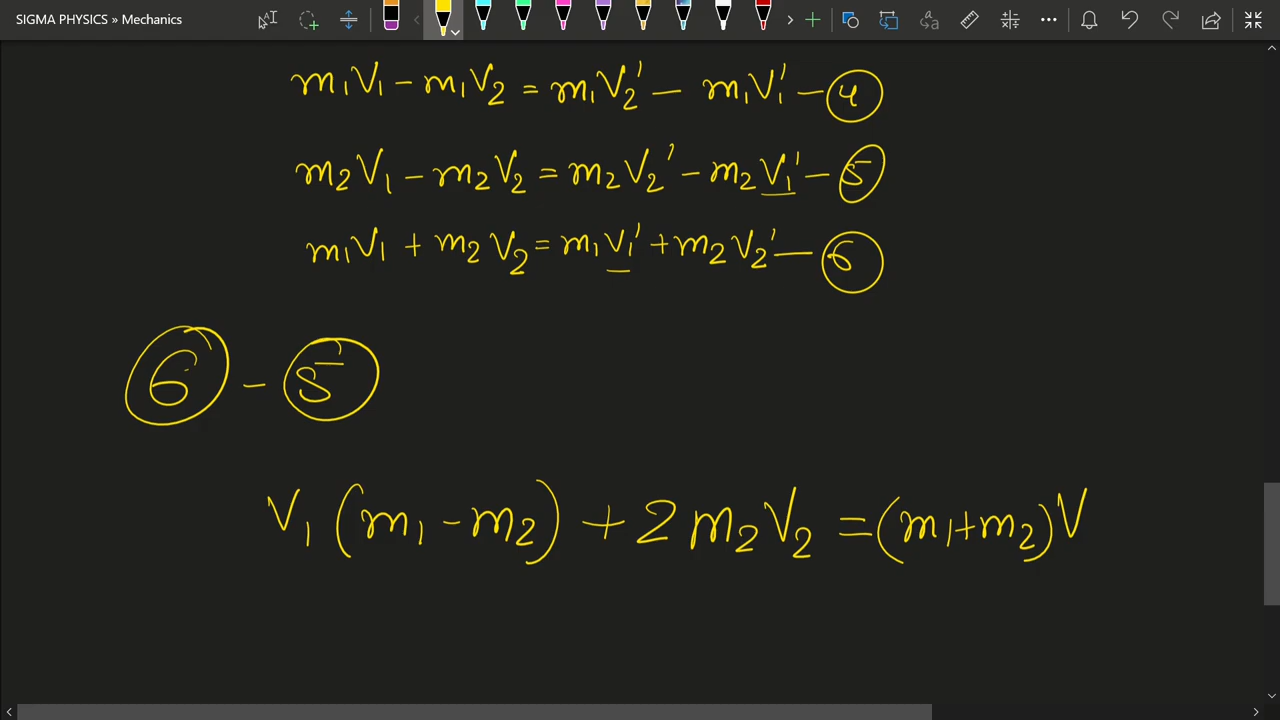 SIGMA PHYSICS » Mechanics
m₁V₁ − m₁V₂ = m₁V₂' − m₁V₁' − ④
m₂V₁ − m₂V₂ = m₂V₂' − m₂V₁' − ⑤
m₁V₁ + m₂V₂ = m₁V₁' + m₂V₂' − ⑥
⑥ − ⑤
V₁(m₁ − m₂) + 2m₂V₂ = (m₁+m₂)V